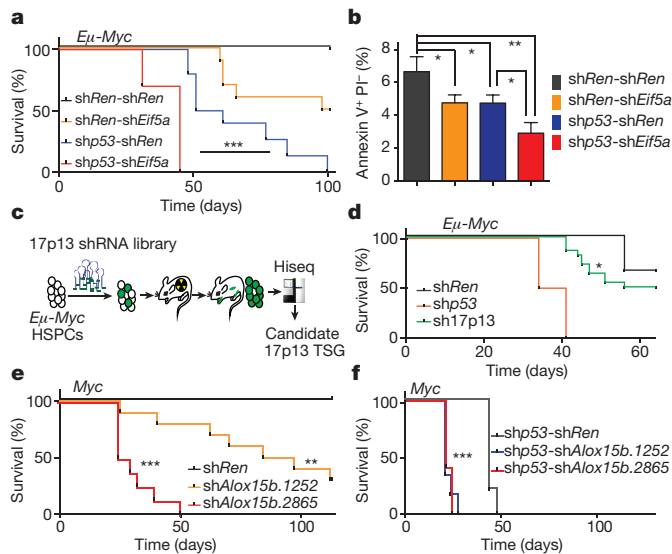 a
Eμ-Myc
Survival (%)
100
50
0
0
50
100
Time (days)
***
shRen-shRen
shRen-shEif5a
shp53-shRen
shp53-shEif5a
b
Annexin V+ PI− (%)
8
6
4
2
0
*
*
*
**
shRen-shRen
shRen-shEif5a
shp53-shRen
shp53-shEif5a
c
17p13 shRNA library
Eμ-Myc
HSPCs
Hiseq
Candidate
17p13 TSG
d
Eμ-Myc
Survival (%)
100
50
0
0
20
40
60
Time (days)
*
shRen
shp53
sh17p13
e
Myc
Survival (%)
100
50
0
0
50
100
Time (days)
***
**
shRen
shAlox15b.1252
shAlox15b.2865
f
Myc
Survival (%)
100
50
0
0
50
100
Time (days)
***
shp53-shRen
shp53-shAlox15b.1252
shp53-shAlox15b.2865